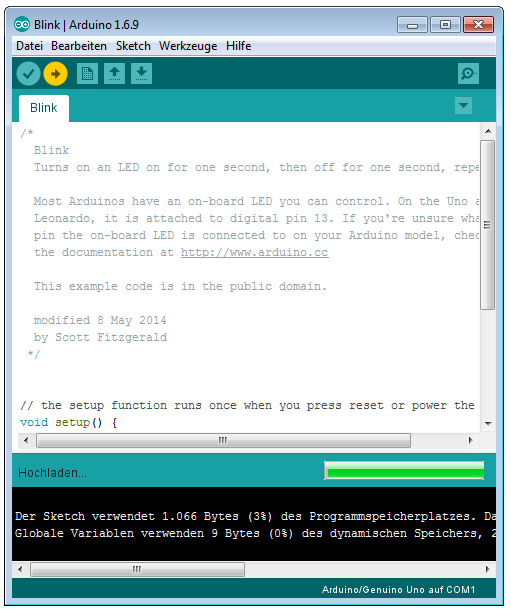 Blink | Arduino 1.6.9
Datei Bearbeiten Sketch Werkzeuge Hilfe
Blink
/*
Blink
Turns on an LED on for one second, then off for one second, repe
Most Arduinos have an on-board LED you can control. On the Uno a
Leonardo, it is attached to digital pin 13. If you're unsure wha
pin the on-board LED is connected to on your Arduino model, chec
the documentation at http://www.arduino.cc
This example code is in the public domain.
modified 8 May 2014
by Scott Fitzgerald
*/
// the setup function runs once when you press reset or power the
void setup() {
Hochladen...
Der Sketch verwendet 1.066 Bytes (3%) des Programmspeicherplatzes. Da
Globale Variablen verwenden 9 Bytes (0%) des dynamischen Speichers, 2
Arduino/Genuino Uno auf COM1